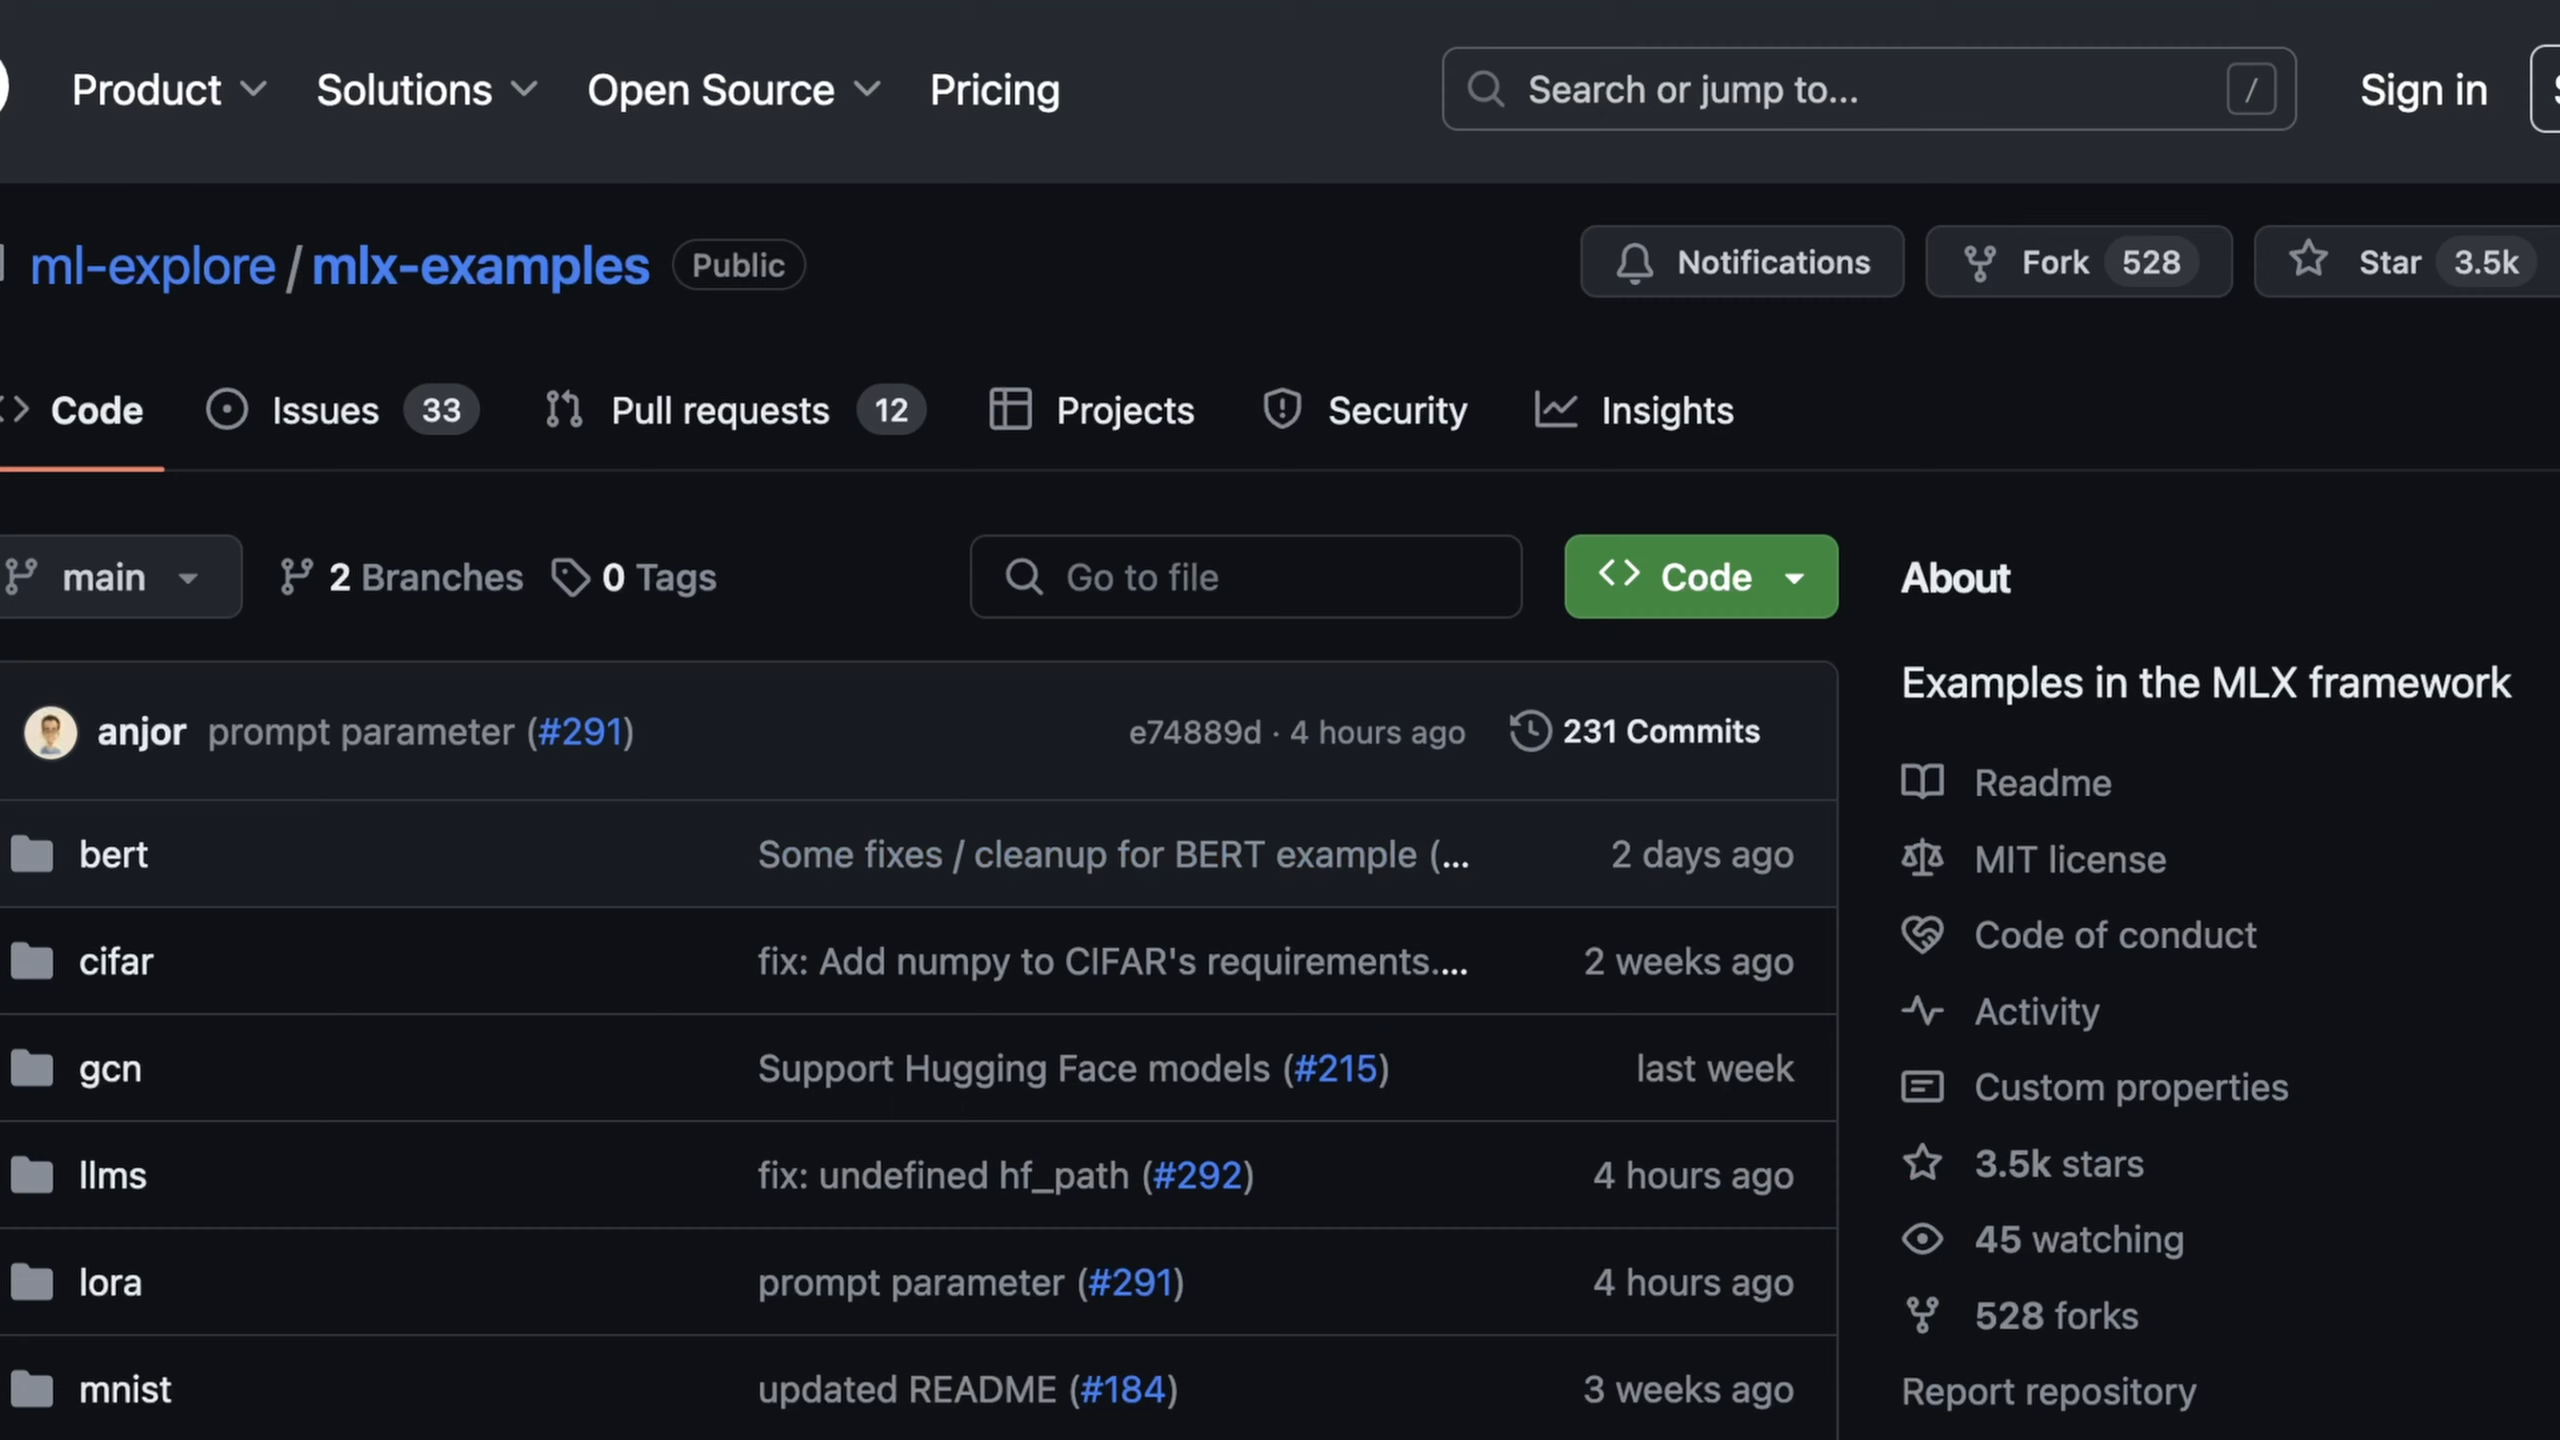 Product Solutions Open Source Pricing Search or jump to... / Sign in
ml-explore / mlx-examples Public Notifications Fork 528 Star 3.5k
Code Issues 33 Pull requests 12 Projects Security Insights
main 2 Branches 0 Tags Go to file Code
anjor prompt parameter (#291) e74889d · 4 hours ago 231 Commits
bert Some fixes / cleanup for BERT example (... 2 days ago
cifar fix: Add numpy to CIFAR's requirements.... 2 weeks ago
gcn Support Hugging Face models (#215) last week
llms fix: undefined hf_path (#292) 4 hours ago
lora prompt parameter (#291) 4 hours ago
mnist updated README (#184) 3 weeks ago
About
Examples in the MLX framework
Readme
MIT license
Code of conduct
Activity
Custom properties
3.5k stars
45 watching
528 forks
Report repository